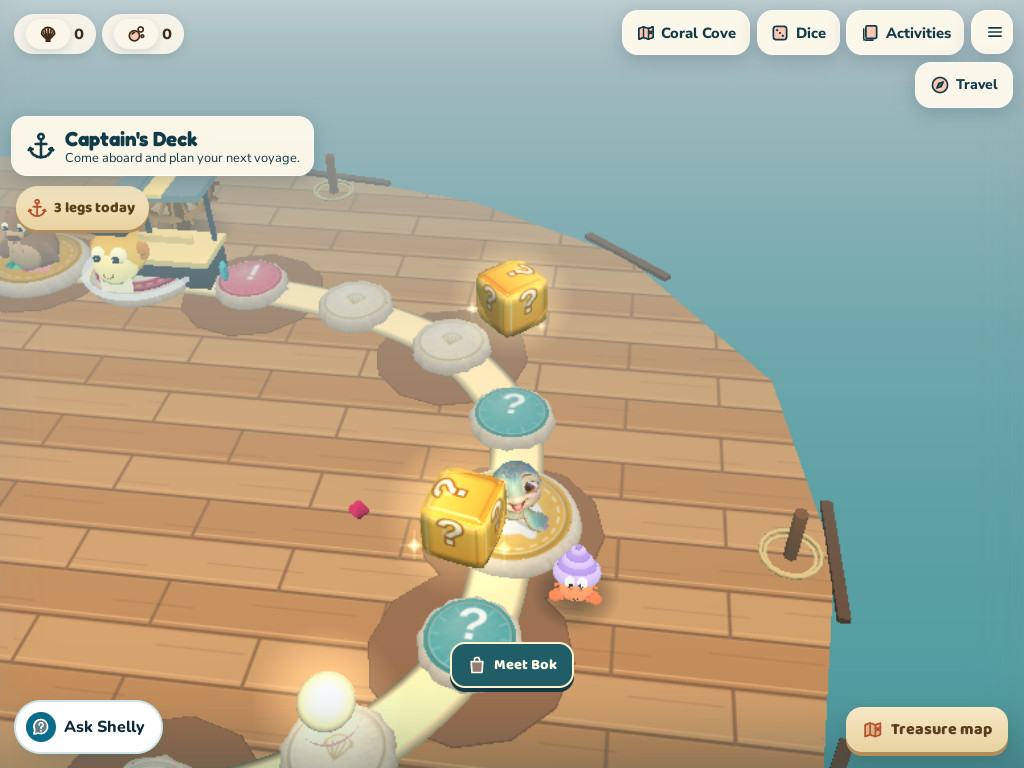 0
0
Coral Cove
Dice
Activities
Travel
Captain's Deck
Come aboard and plan your next voyage.
3 legs today
!
?
? ?
?
?
? ?
?
Meet Bok
Ask Shelly
Treasure map